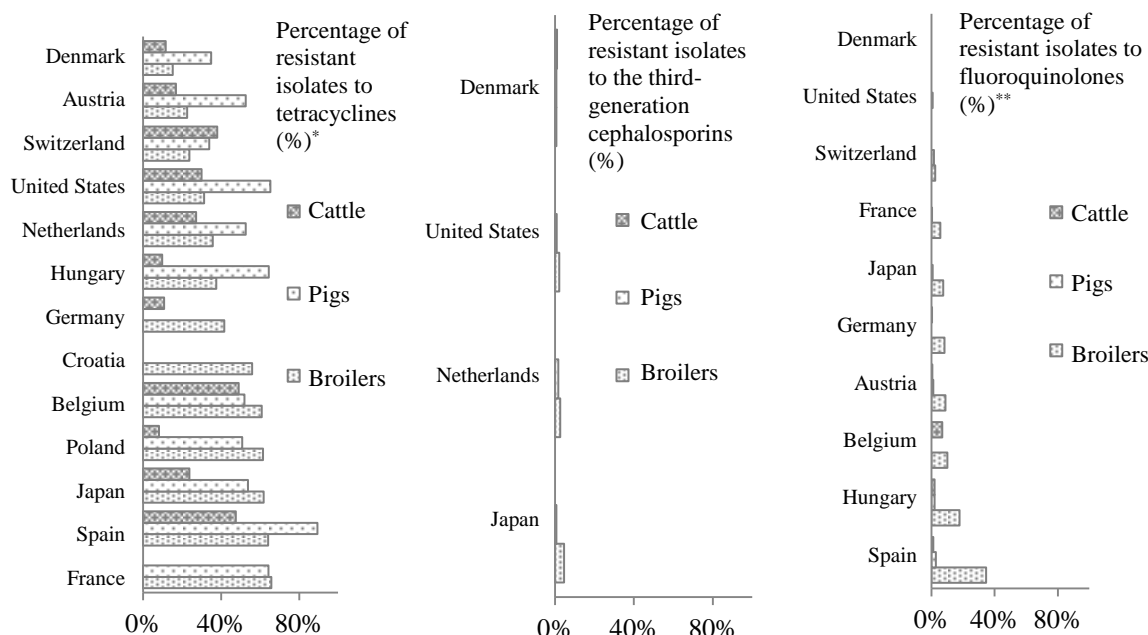 Denmark
Austria
Switzerland
United States
Netherlands
Hungary
Germany
Croatia
Belgium
Poland
Japan
Spain
France
0%
40%
80%
Percentage of
resistant
isolates to
tetracyclines
(%)*
Cattle
Pigs
Broilers
Denmark
United States
Netherlands
Japan
0%
40%
80%
Percentage of
resistant isolates
to the third-
generation
cephalosporins
(%)
Cattle
Pigs
Broilers
Denmark
United States
Switzerland
France
Japan
Germany
Austria
Belgium
Hungary
Spain
0%
40%
80%
Percentage of
resistant isolates to
fluoroquinolones
(%)**
Cattle
Pigs
Broilers